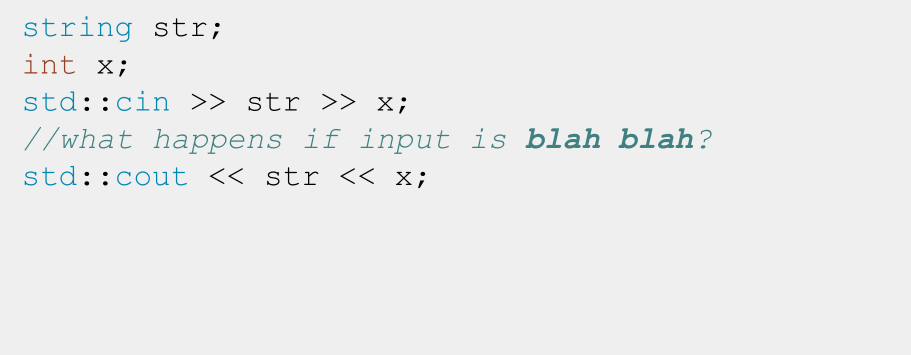 string str;
int x;
std::cin >> str >> x;
//what happens if input is blah blah?
std::cout << str << x;